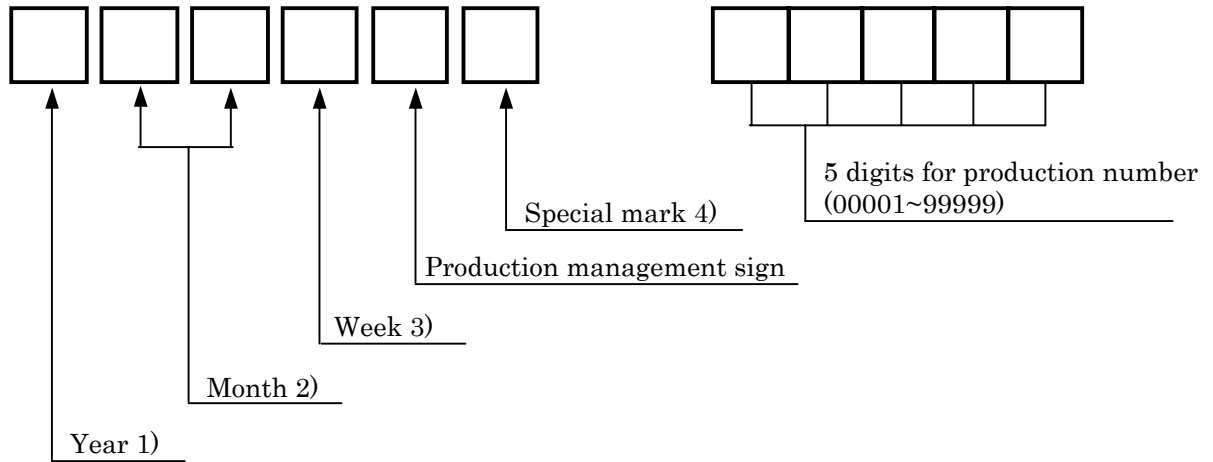 5 digits for production number
(00001~99999)
Special mark 4)
Production management sign
Week 3)
Month 2)
Year 1)